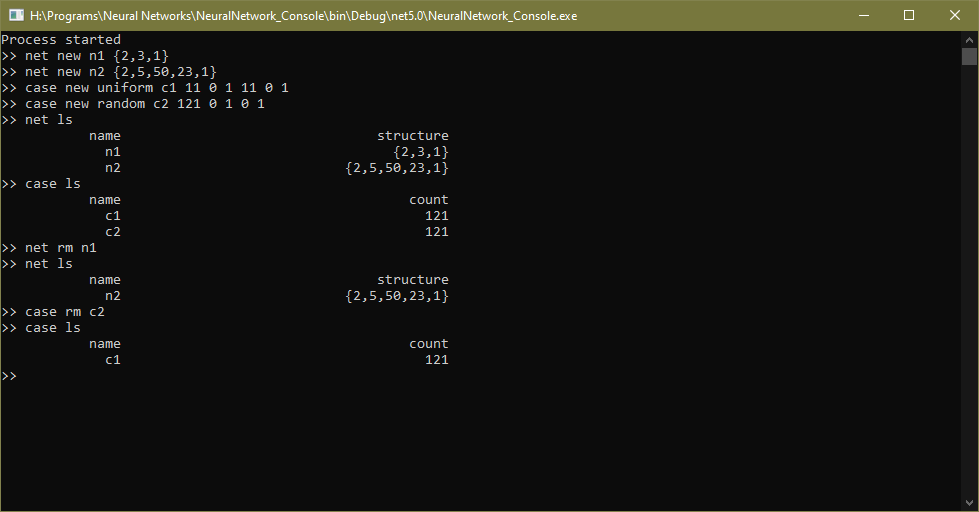 H:\Programs\Neural Networks\NeuralNetwork_Console\bin\Debug\net5.0\NeuralNetwork_Console.exe
Process started
>> net new n1 {2,3,1}
>> net new n2 {2,5,50,23,1}
>> case new uniform c1 11 0 1 11 0 1
>> case new random c2 121 0 1 0 1
>> net ls
name structure
n1 {2,3,1}
n2 {2,5,50,23,1}
>> case ls
name count
c1 121
c2 121
>> net rm n1
>> net ls
name structure
n2 {2,5,50,23,1}
>> case rm c2
>> case ls
name count
c1 121
>>